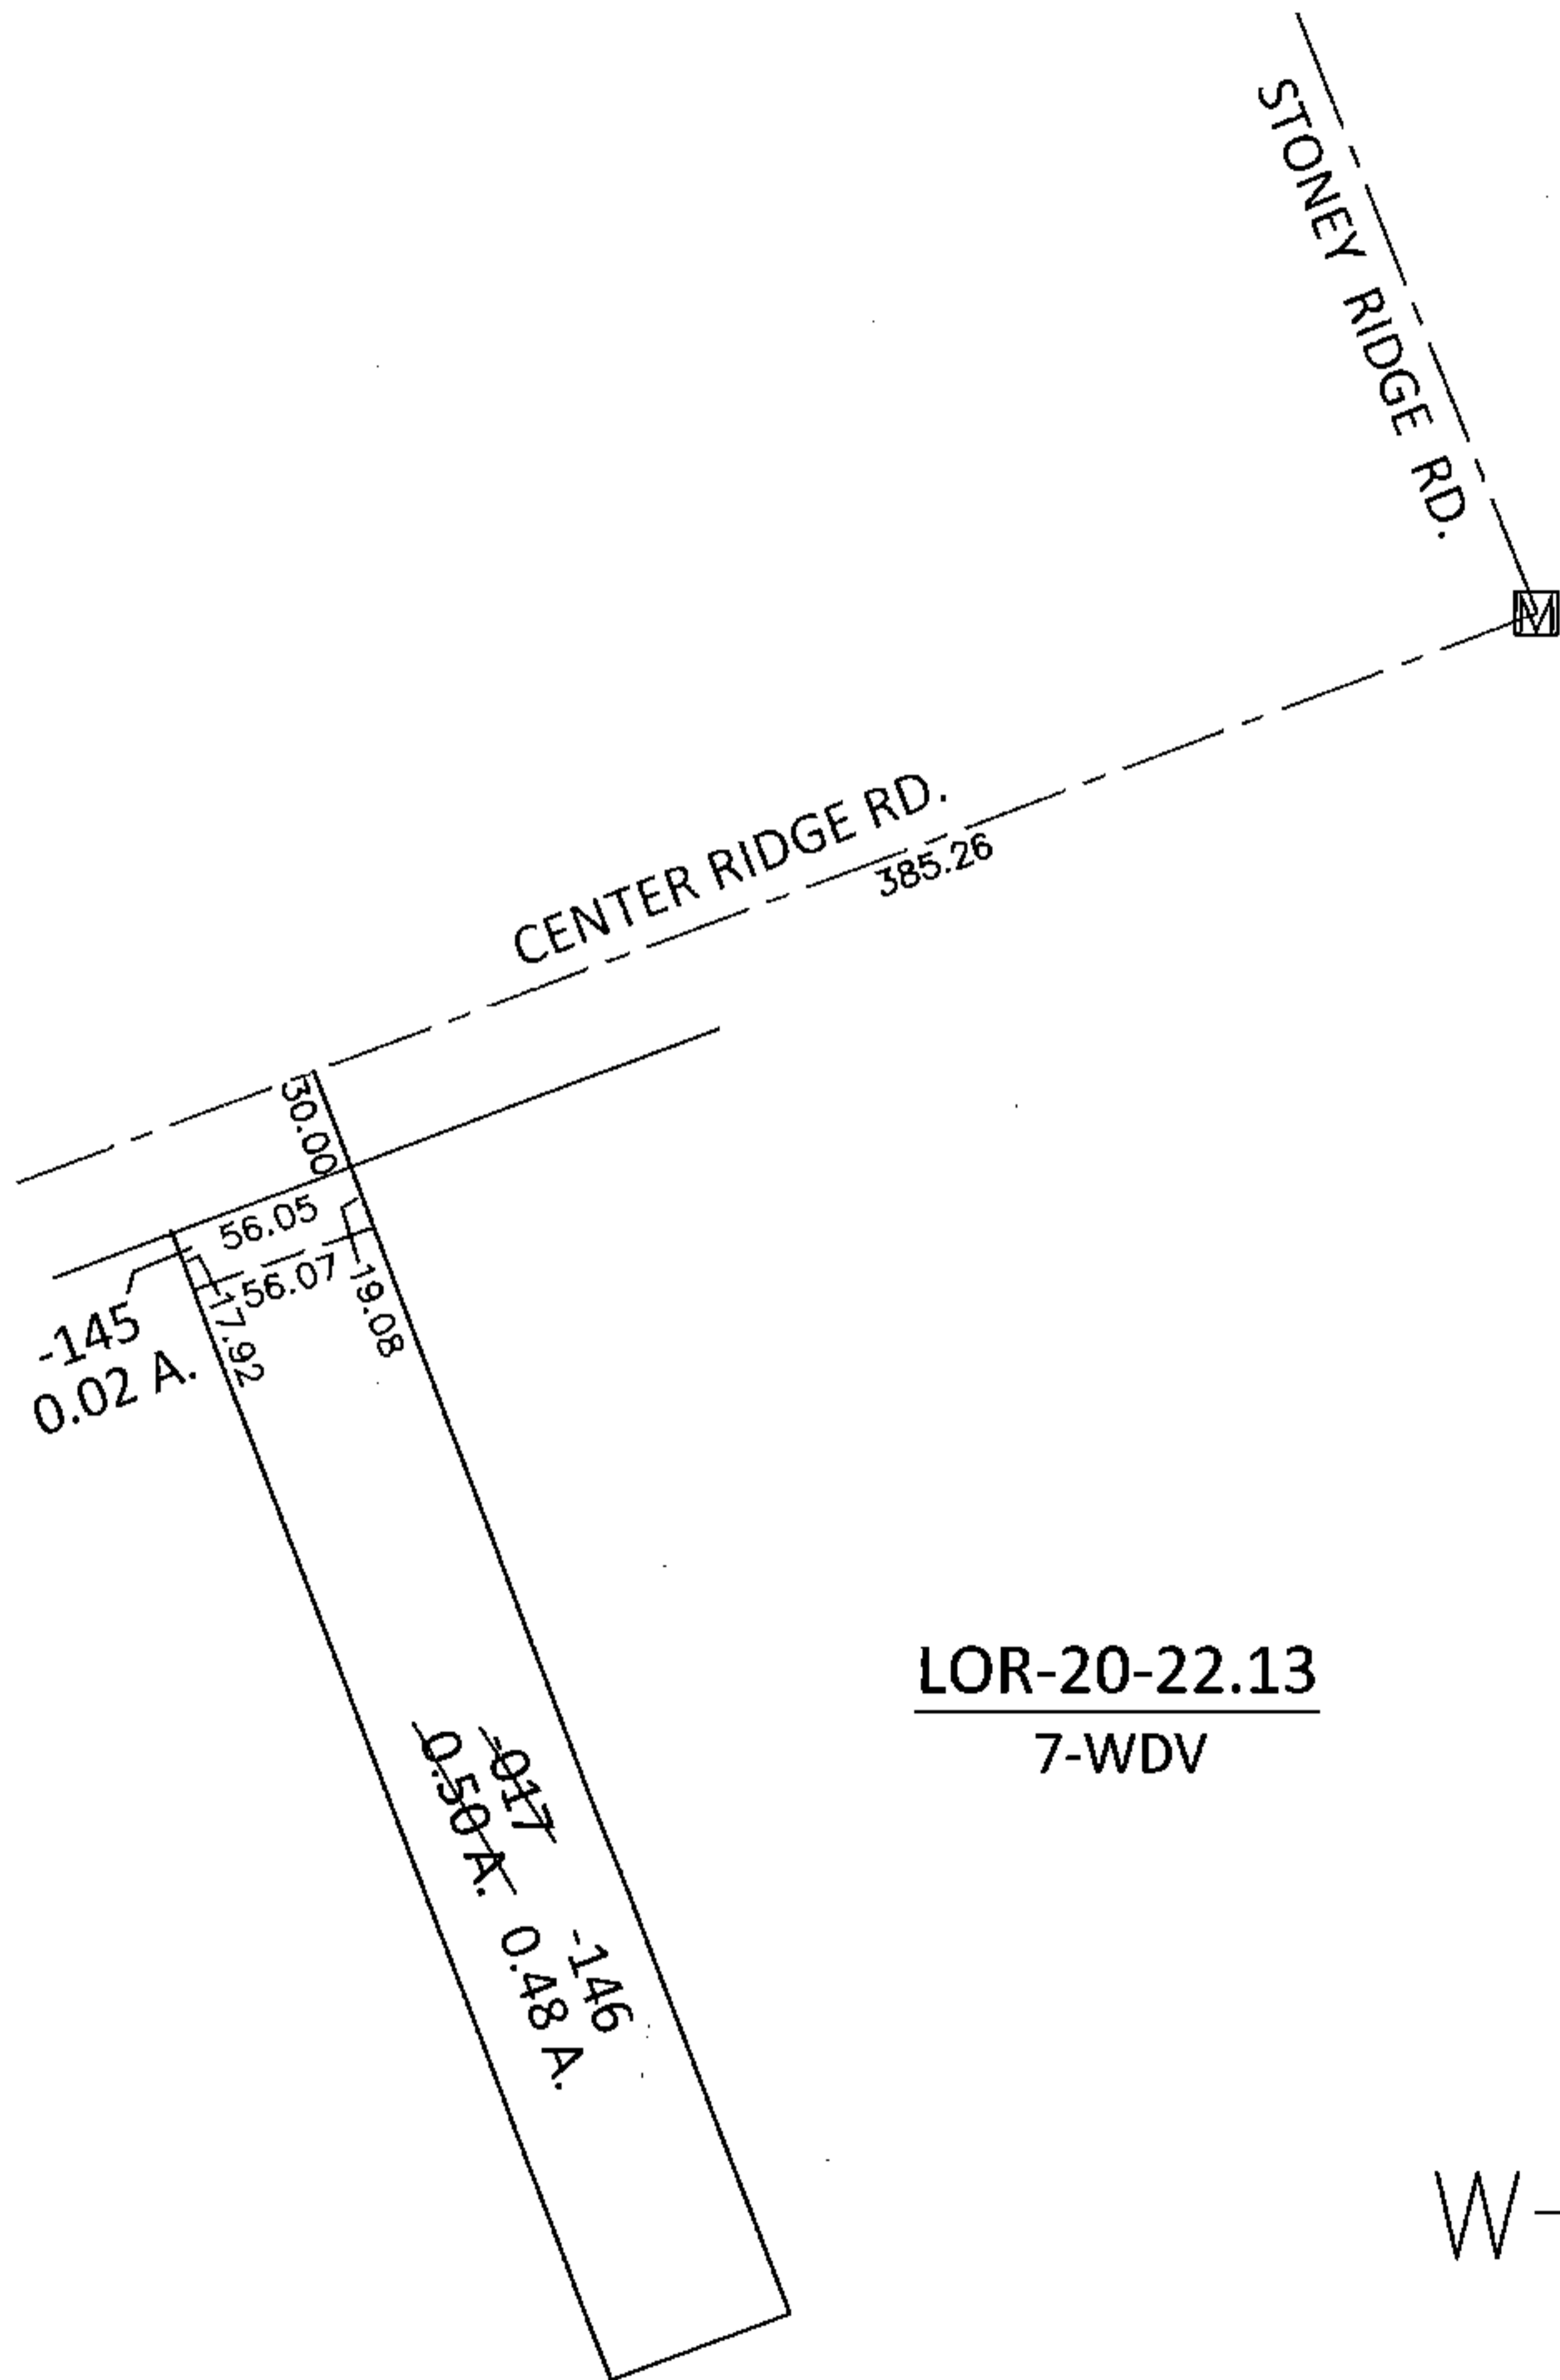 STONEY RIDGE RD.
M
CENTER RIDGE RD.
385.26
30.00
56.05
56.07
19.08
17.92
-145
0.02 A.
LOR-20-22.13
7-WDV
-017
0.50 A.
-146
0.48 A.
W